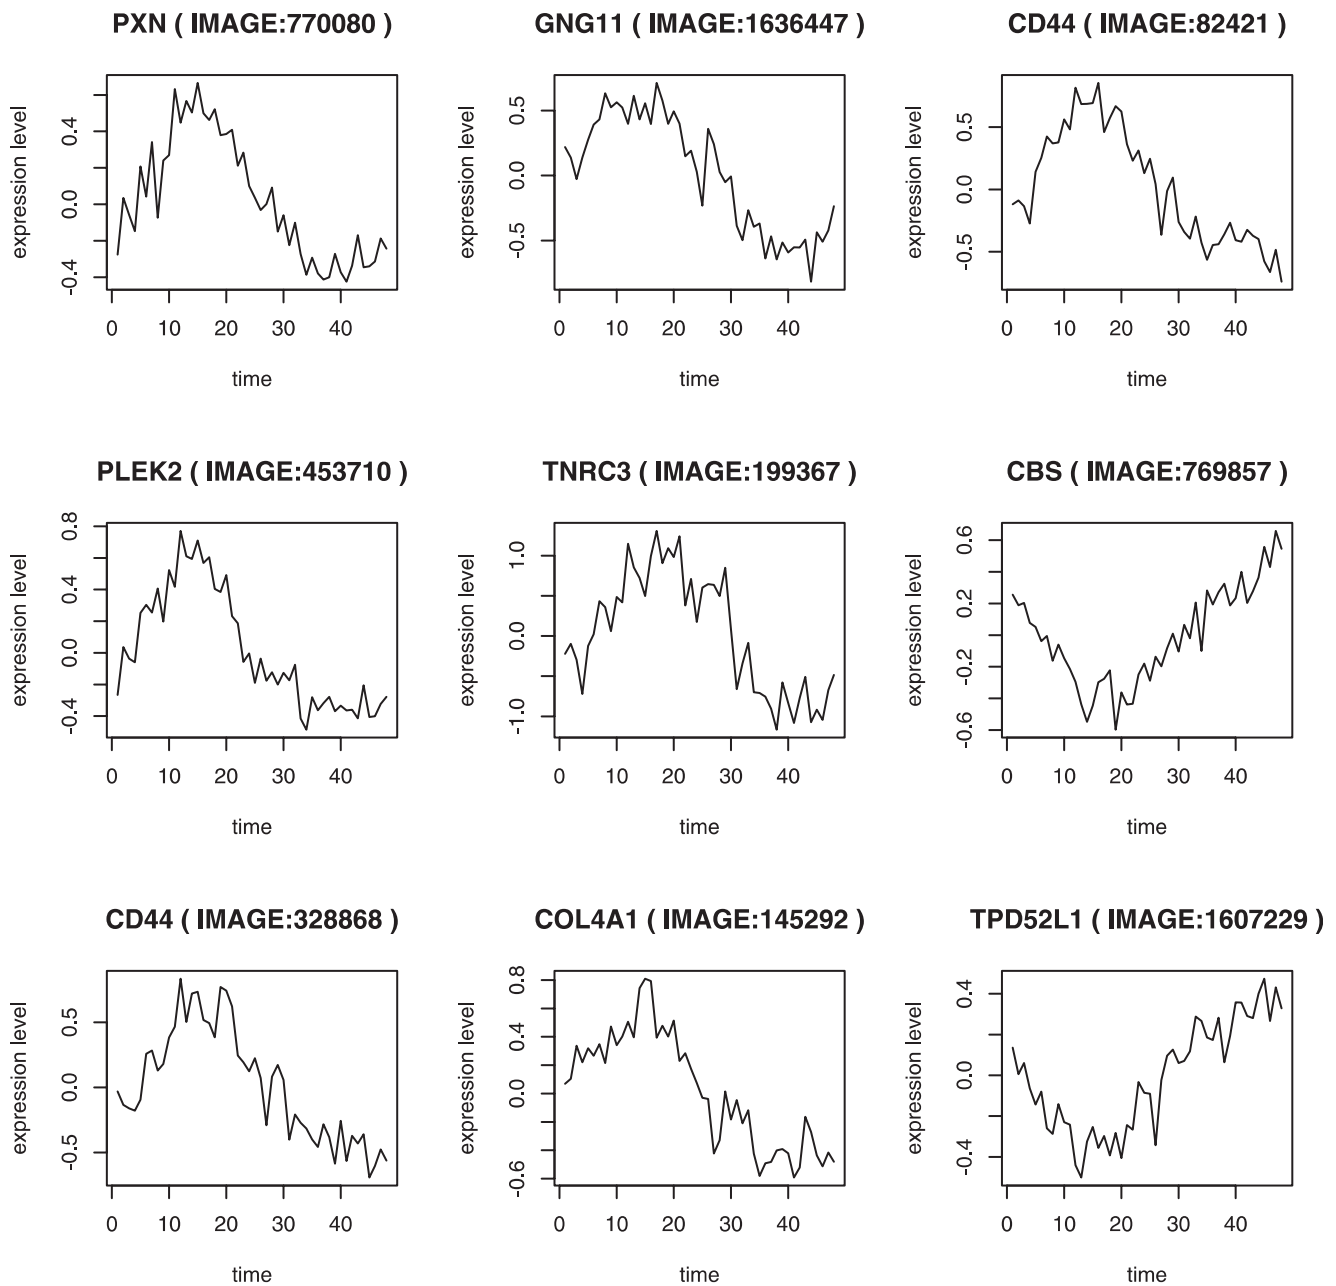 PXN ( IMAGE:770080 )
expression level
0.4
0.0
-0.4
0 10 20 30 40
time
GNG11 ( IMAGE:1636447 )
expression level
0.5
0.0
-0.5
0 10 20 30 40
time
CD44 ( IMAGE:82421 )
expression level
0.5
0.0
-0.5
0 10 20 30 40
time
PLEK2 ( IMAGE:453710 )
expression level
0.8
0.4
0.0
-0.4
0 10 20 30 40
time
TNRC3 ( IMAGE:199367 )
expression level
1.0
0.0
-1.0
0 10 20 30 40
time
CBS ( IMAGE:769857 )
expression level
0.6
0.2
-0.2
-0.6
0 10 20 30 40
time
CD44 ( IMAGE:328868 )
expression level
0.5
0.0
-0.5
0 10 20 30 40
time
COL4A1 ( IMAGE:145292 )
expression level
0.8
0.4
0.0
-0.6
0 10 20 30 40
time
TPD52L1 ( IMAGE:1607229 )
expression level
0.4
0.0
-0.4
0 10 20 30 40
time